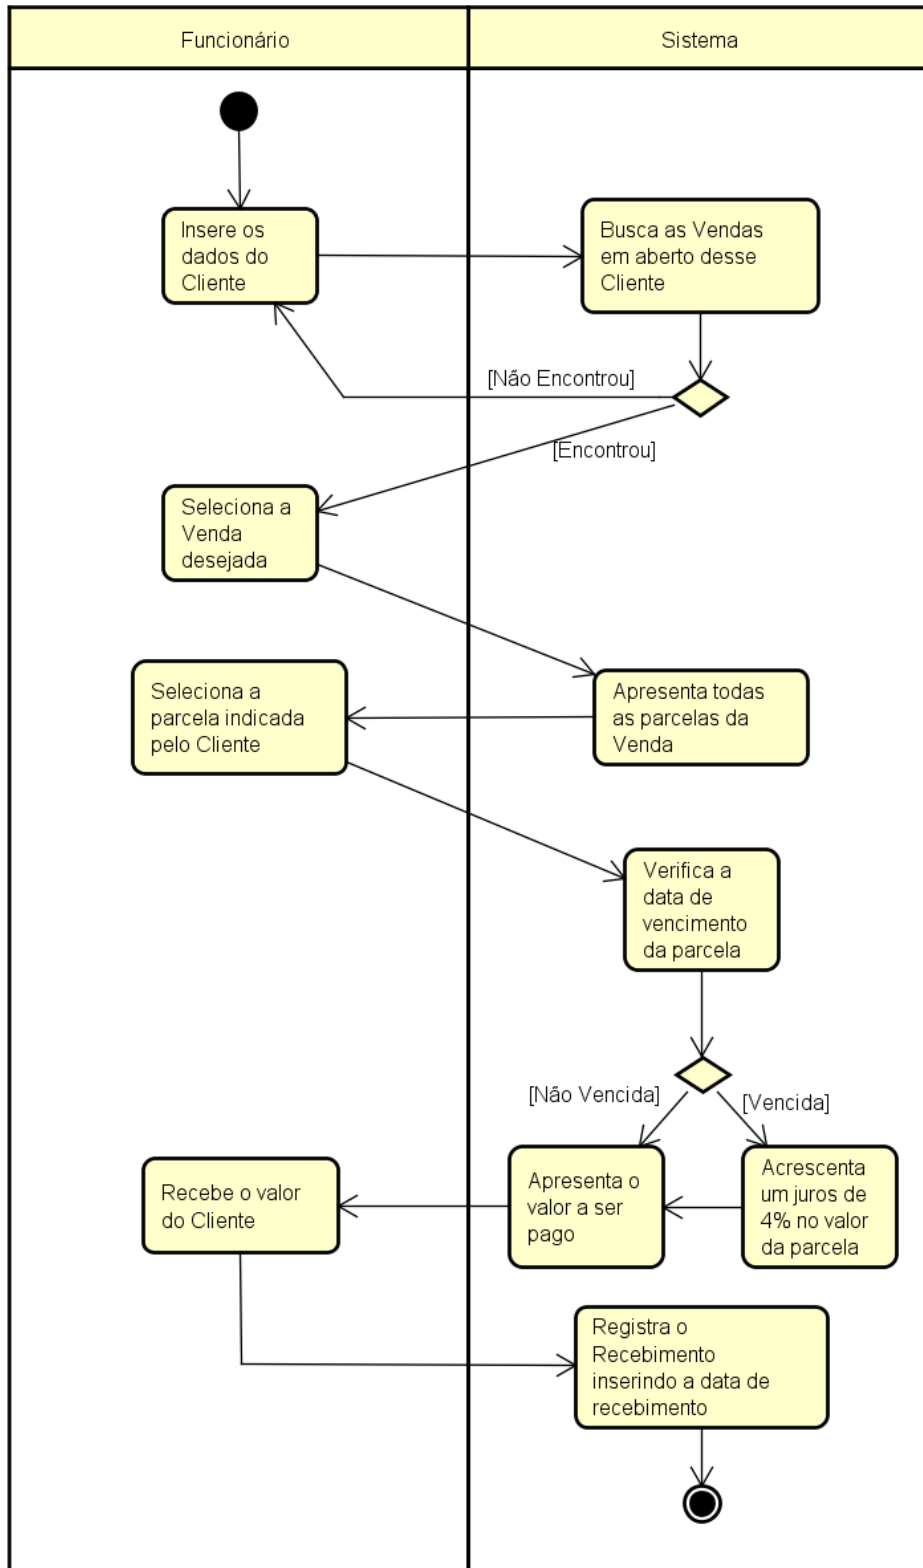 Funcionário
Sistema
Insere os
dados do
Cliente
Busca as Vendas
em aberto desse
Cliente
[Não Encontrou]
[Encontrou]
Seleciona a
Venda
desejada
Seleciona a
parcela indicada
pelo Cliente
Apresenta todas
as parcelas da
Venda
Verifica a
data de
vencimento
da parcela
[Não Vencida]
[Vencida]
Recebe o valor
do Cliente
Apresenta o
valor a ser
pago
Acrescenta
um juros de
4% no valor
da parcela
Registra o
Recebimento
inserindo a data de
recebimento